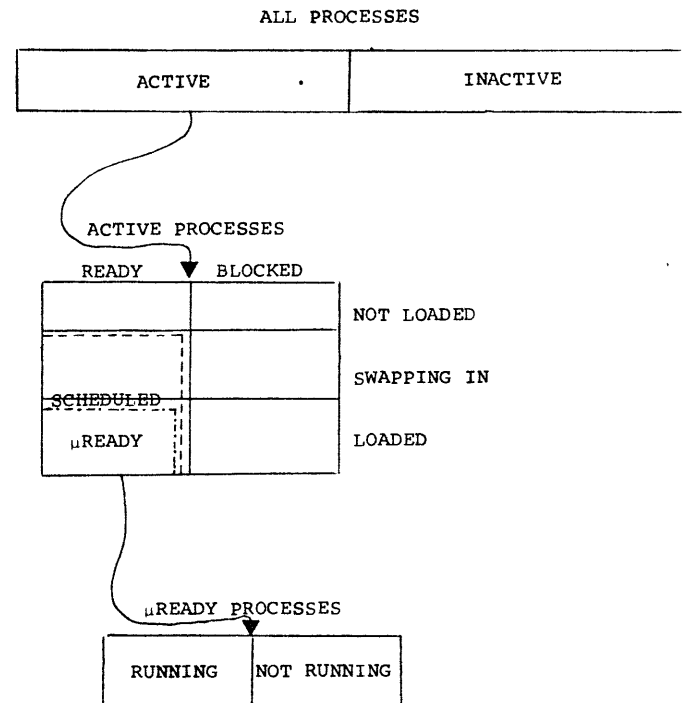 ALL PROCESSES
ACTIVE INACTIVE
ACTIVE PROCESSES
READY BLOCKED
NOT LOADED
SWAPPING IN
SCHEDULED
μREADY LOADED
μREADY PROCESSES
RUNNING NOT RUNNING